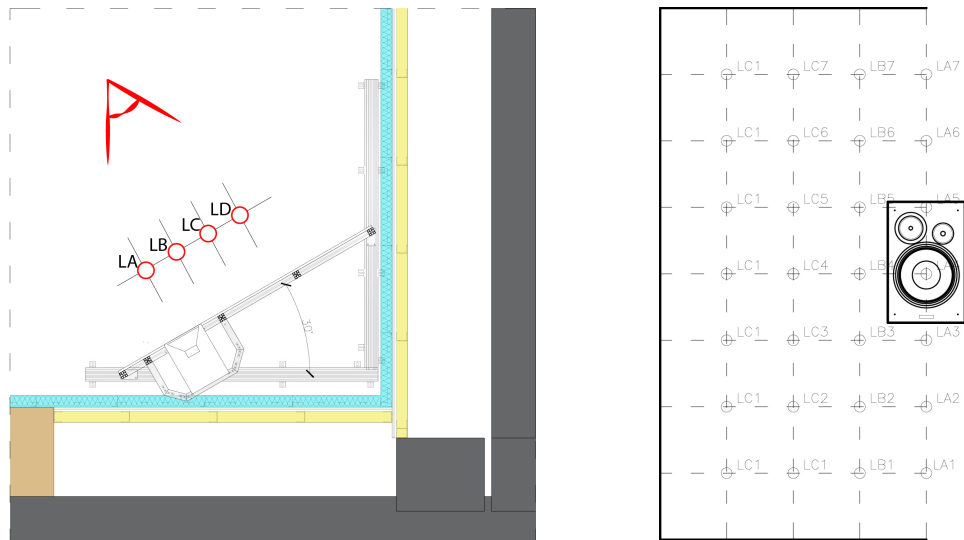 LD
LC
LB
LA
30°
LC1 LC7 LB7 LA7
LC1 LC6 LB6 LA6
LC1 LC5 LB5 LA5
LC1 LC4 LB4
LC1 LC3 LB3 LA3
LC1 LC2 LB2 LA2
LC1 LC1 LB1 LA1